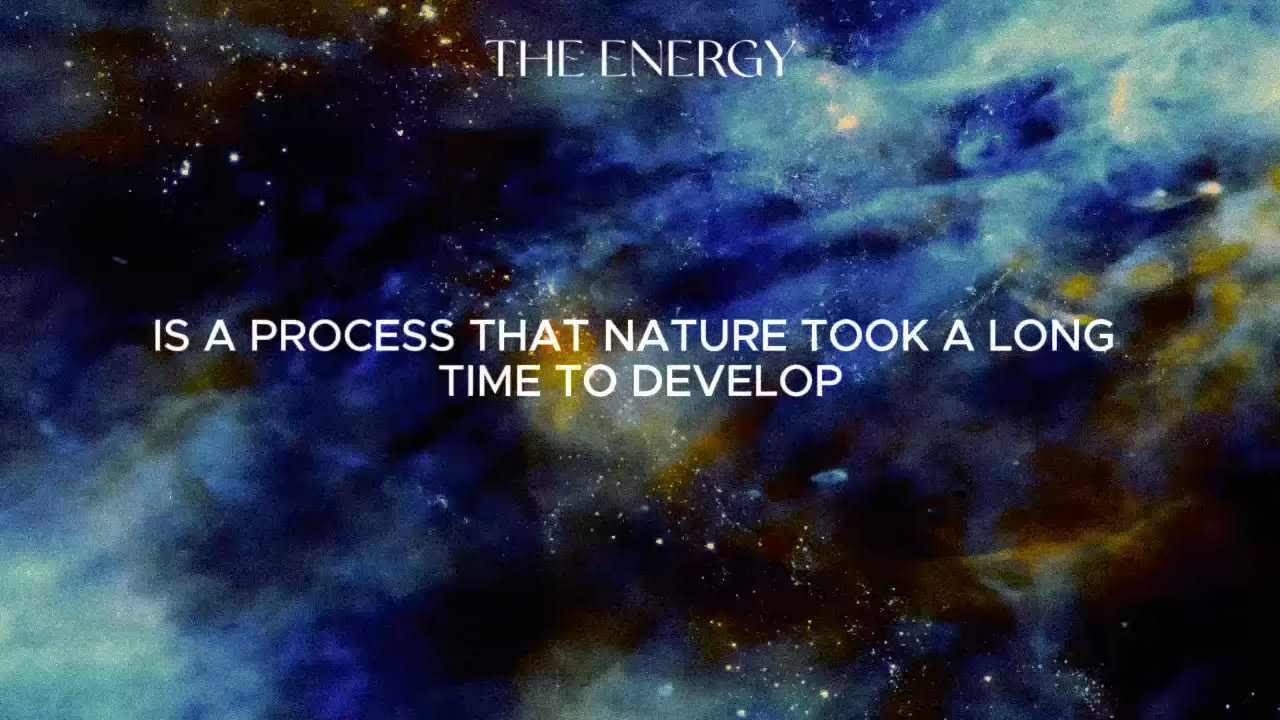 THE ENERGY
IS A PROCESS THAT NATURE TOOK A LONG
TIME TO DEVELOP